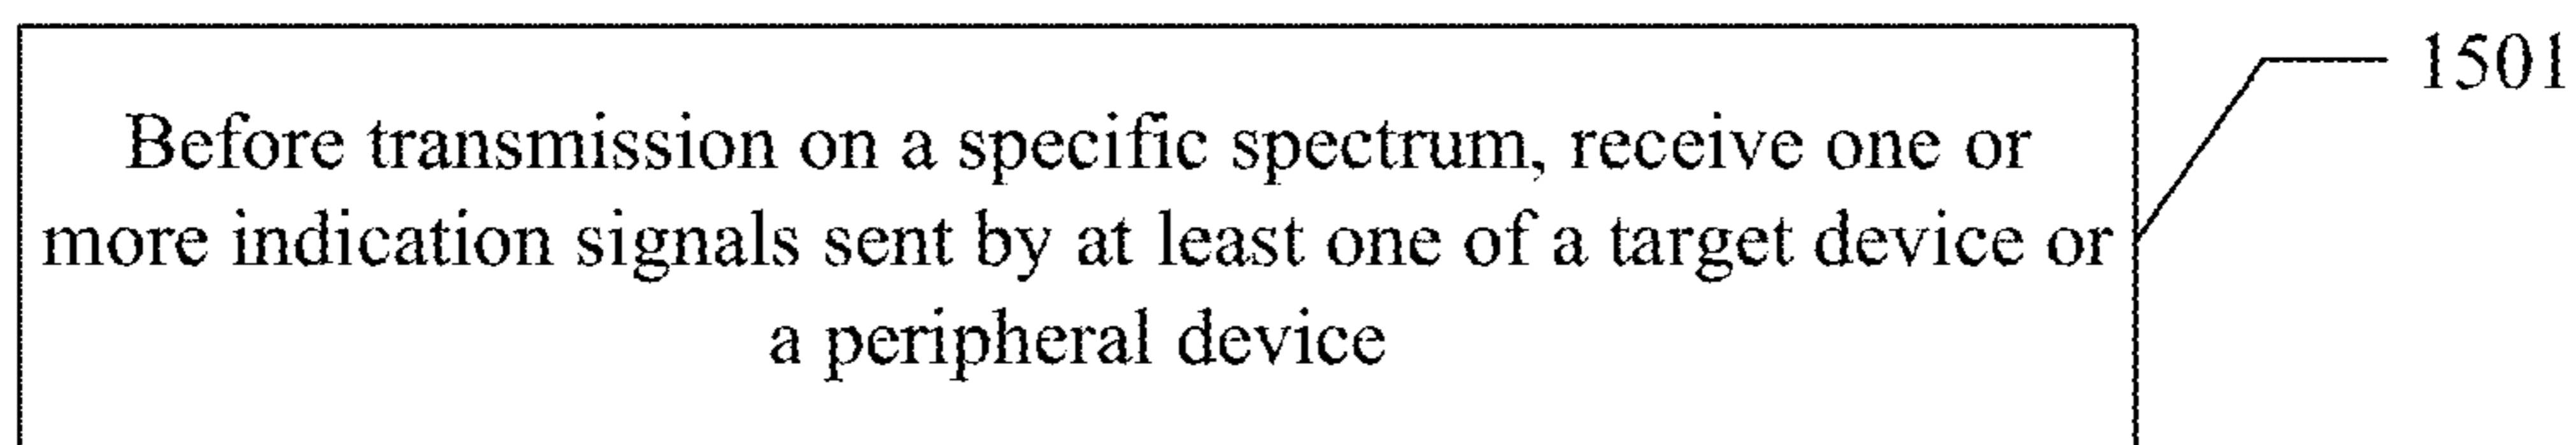 1501
Before transmission on a specific spectrum, receive one or
more indication signals sent by at least one of a target device or
a peripheral device